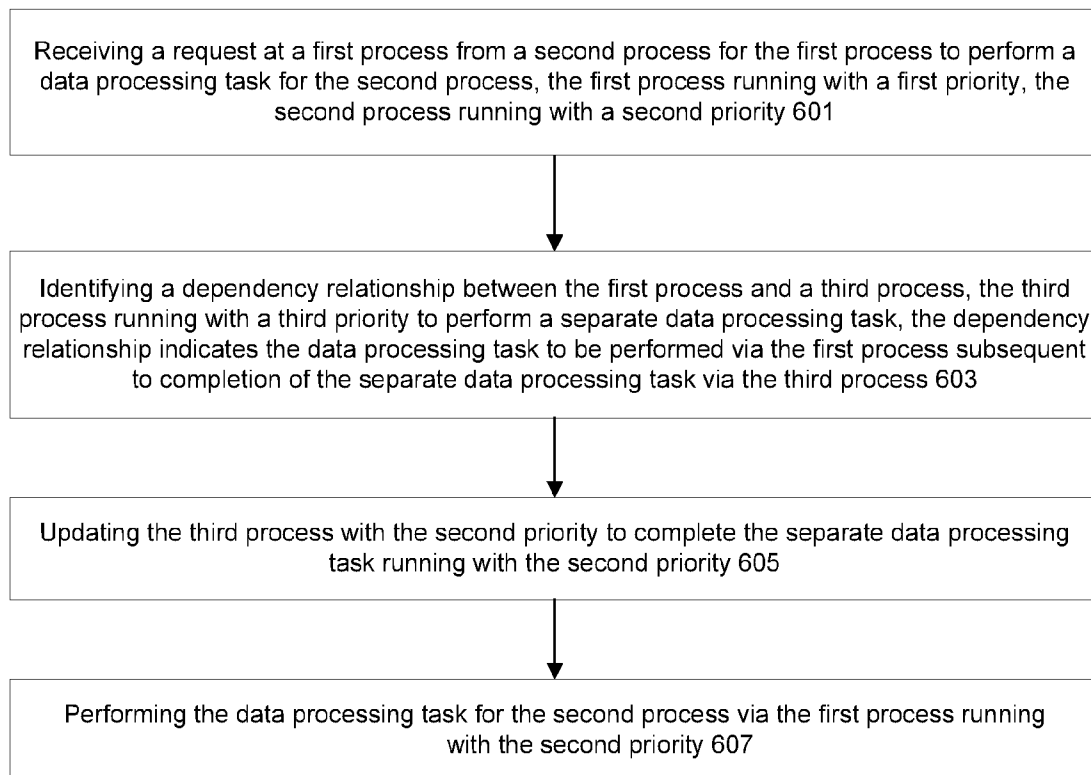 Receiving a request at a first process from a second process for the first process to perform a
data processing task for the second process, the first process running with a first priority, the
second process running with a second priority 601
Identifying a dependency relationship between the first process and a third process, the third
process running with a third priority to perform a separate data processing task, the dependency
relationship indicates the data processing task to be performed via the first process subsequent
to completion of the separate data processing task via the third process 603
Updating the third process with the second priority to complete the separate data processing
task running with the second priority 605
Performing the data processing task for the second process via the first process running
with the second priority 607